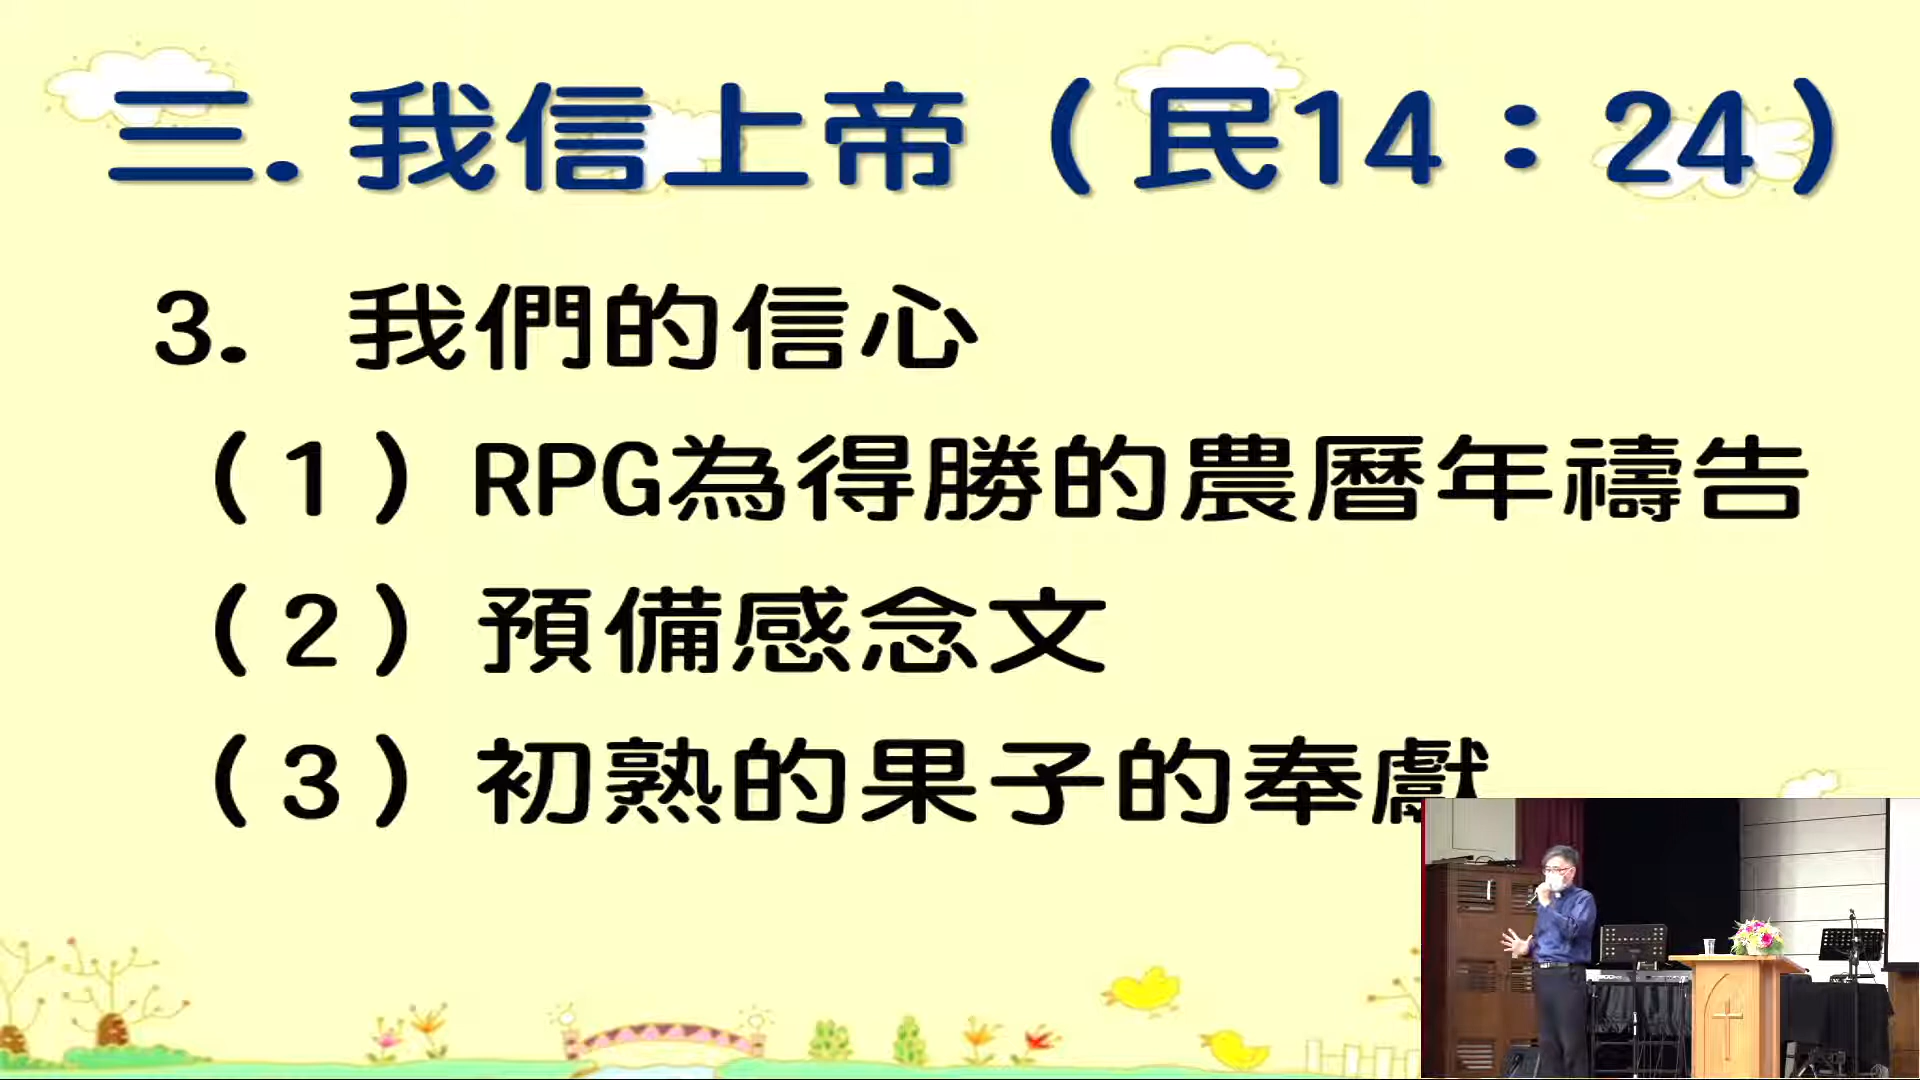 三.我信上帝（民14：24）
3. 我們的信心
（1）RPG為得勝的農曆年禱告
（2）預備感念文
（3）初熟的果子的奉獻